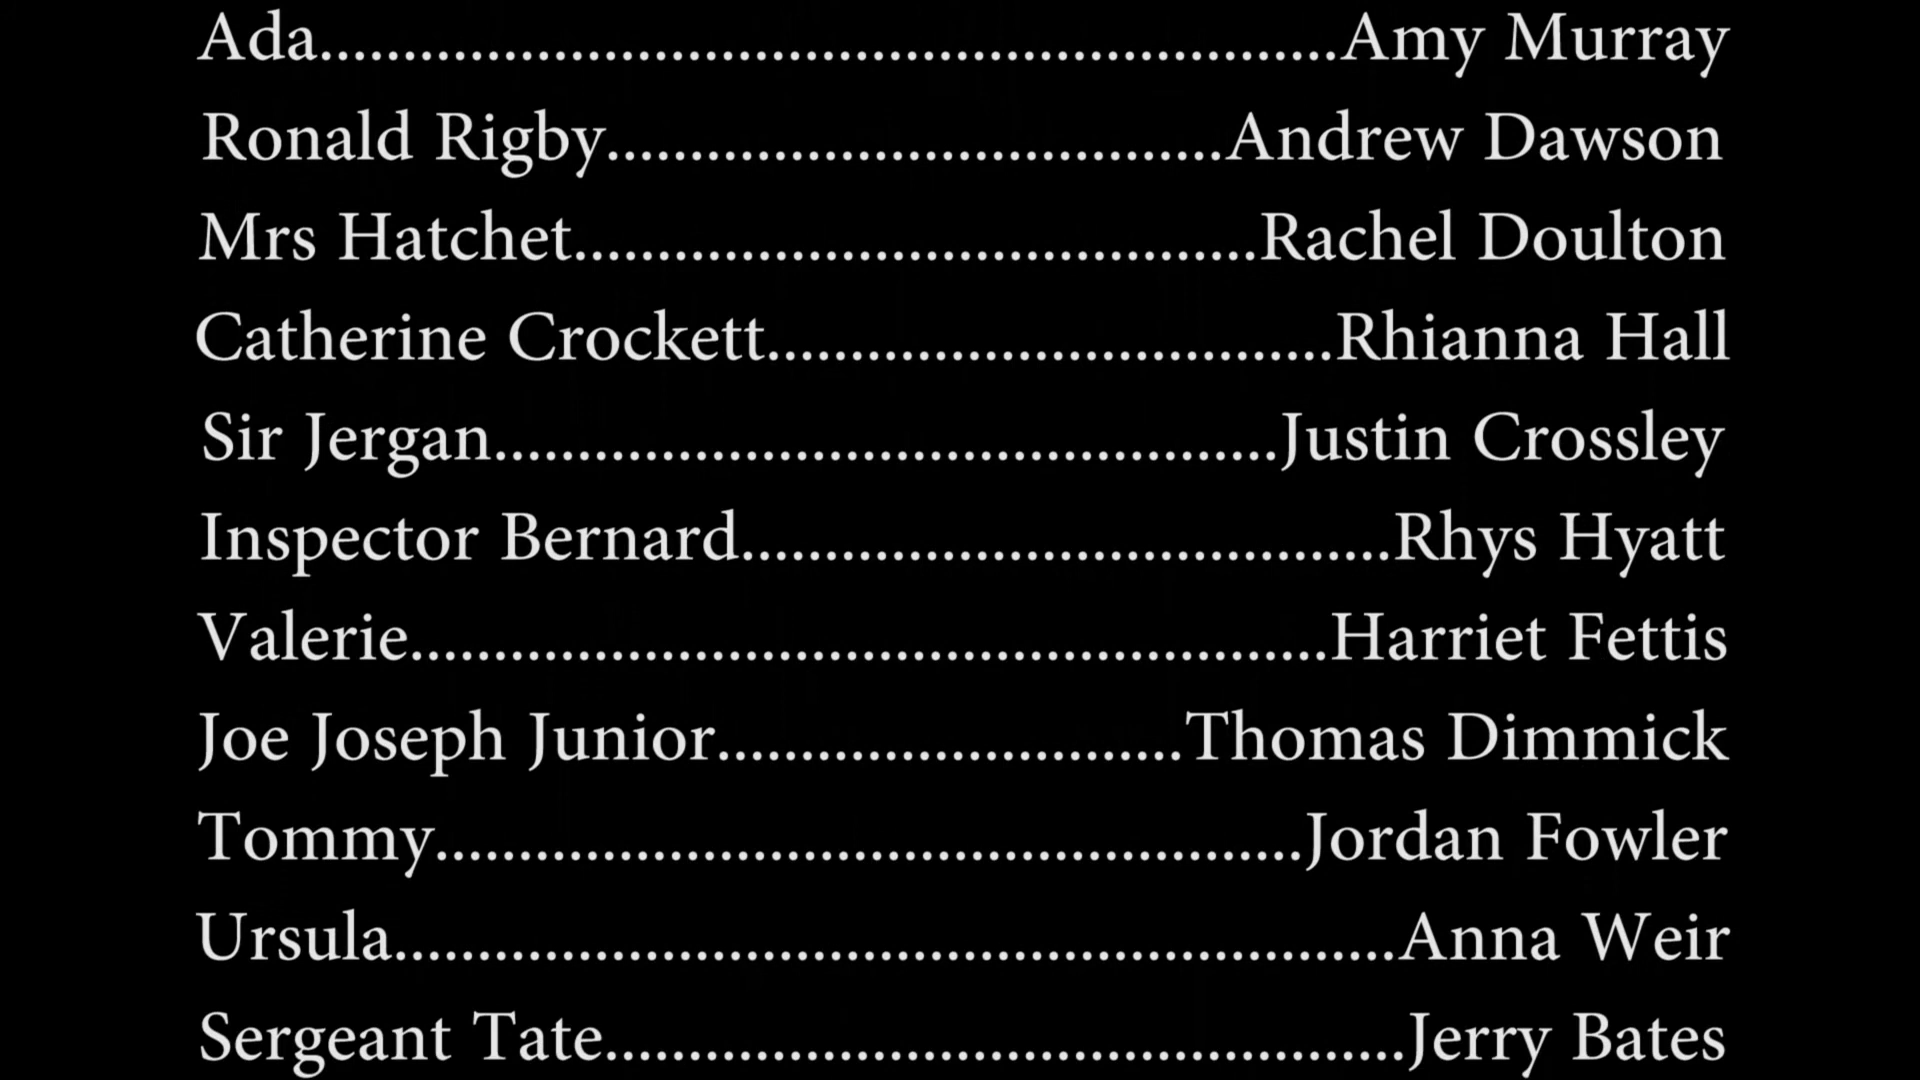 Ada.............................................................Amy Murray
Ronald Rigby.....................................Andrew Dawson
Mrs Hatchet.........................................Rachel Doulton
Catherine Crockett..................................Rhianna Hall
Sir Jergan...............................................Justin Crossley
Inspector Bernard.......................................Rhys Hyatt
Valerie.......................................................Harriet Fettis
Joe Joseph Junior............................Thomas Dimmick
Tommy....................................................Jordan Fowler
Ursula............................................................Anna Weir
Sergeant Tate................................................Jerry Bates